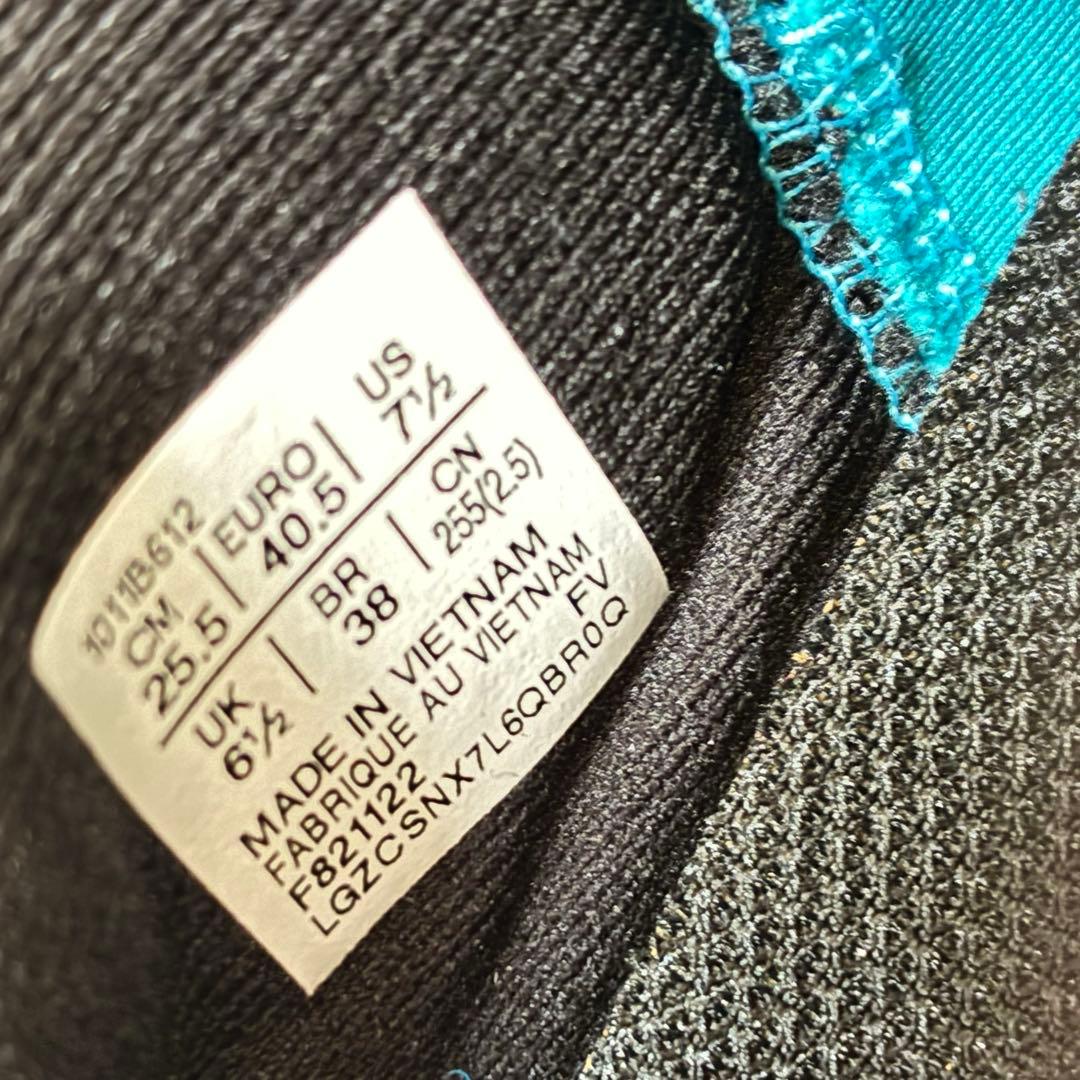 1011B612
CM | EURO | US
25.5 40.5 7½
UK | BR | CN
6½ 38 255(2.5)
MADE IN VIETNAM
FABRIQUE AU VIETNAM
F821122 FV
LGZCSNX7L6QBR0Q